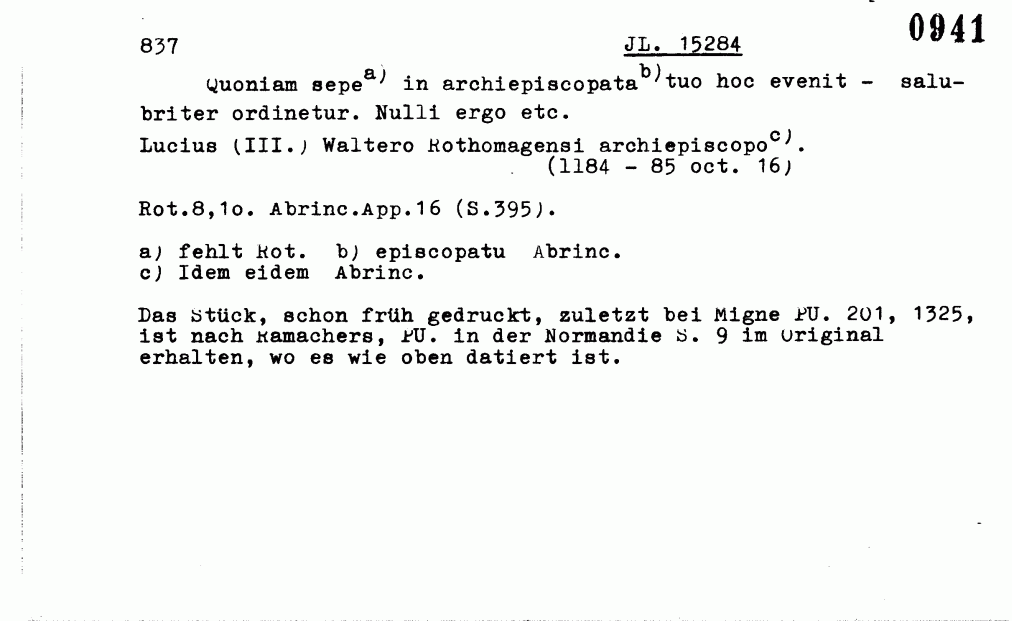 0941
837 JL. 15284
Quoniam sepe a) in archiepiscopata b) tuo hoc evenit - salu-
briter ordinetur. Nulli ergo etc.
Lucius (III.) Waltero Rothomagensi archiepiscopo c).
(1184 - 85 oct. 16)
Rot.8,1o. Abrinc.App.16 (S.395).
a) fehlt Rot. b) episcopatu Abrinc.
c) Idem eidem Abrinc.
Das Stück, schon früh gedruckt, zuletzt bei Migne PU. 201, 1325,
ist nach Ramachers, PU. in der Normandie S. 9 im Original
erhalten, wo es wie oben datiert ist.